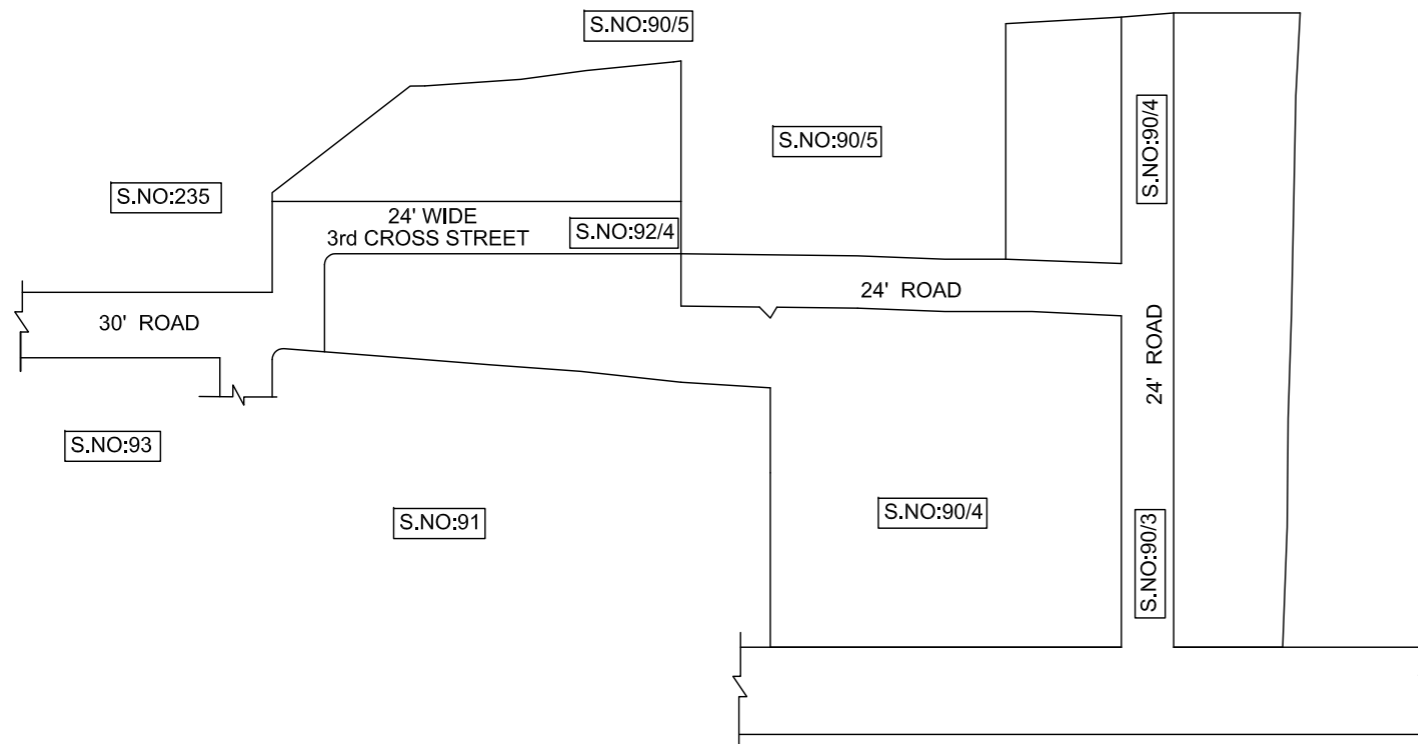 S.NO:90/5
S.NO:90/5
S.NO:90/4
S.NO:235
24' WIDE
3rd CROSS STREET
S.NO:92/4
24' ROAD
30' ROAD
24' ROAD
S.NO:93
S.NO:91
S.NO:90/4
S.NO:90/3